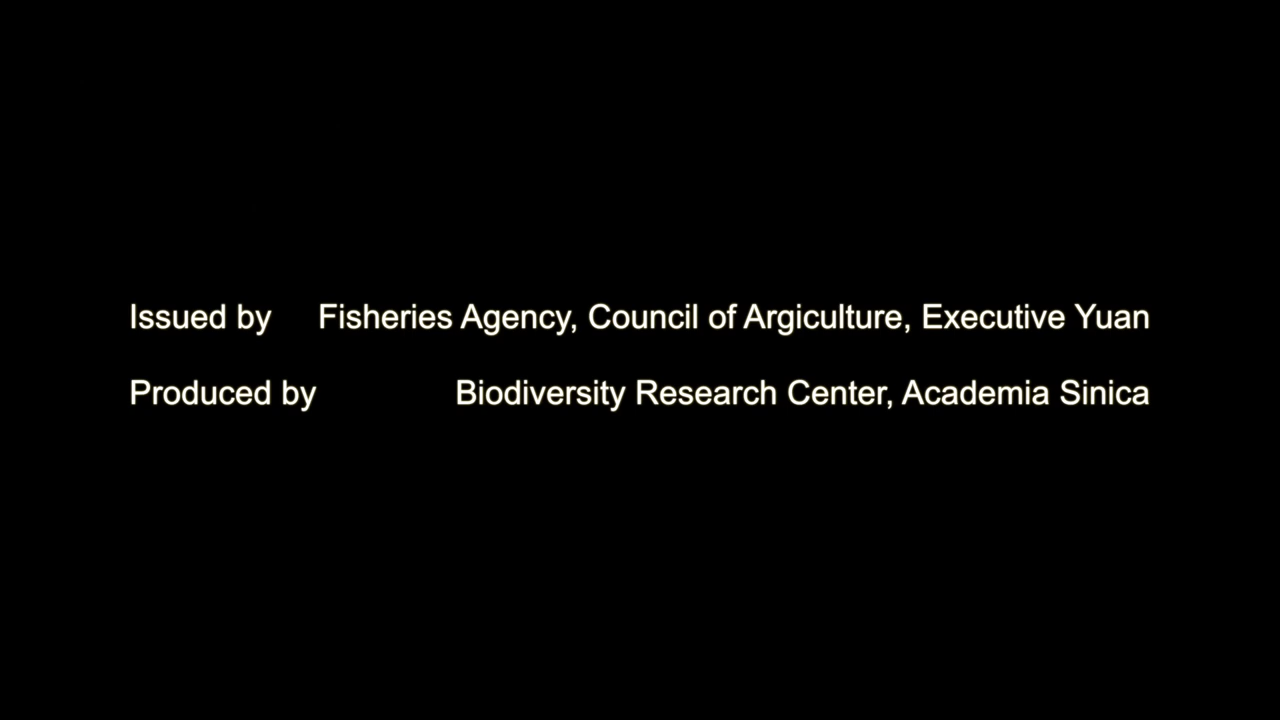 Issued by Fisheries Agency, Council of Argiculture, Executive Yuan
Produced by Biodiversity Research Center, Academia Sinica